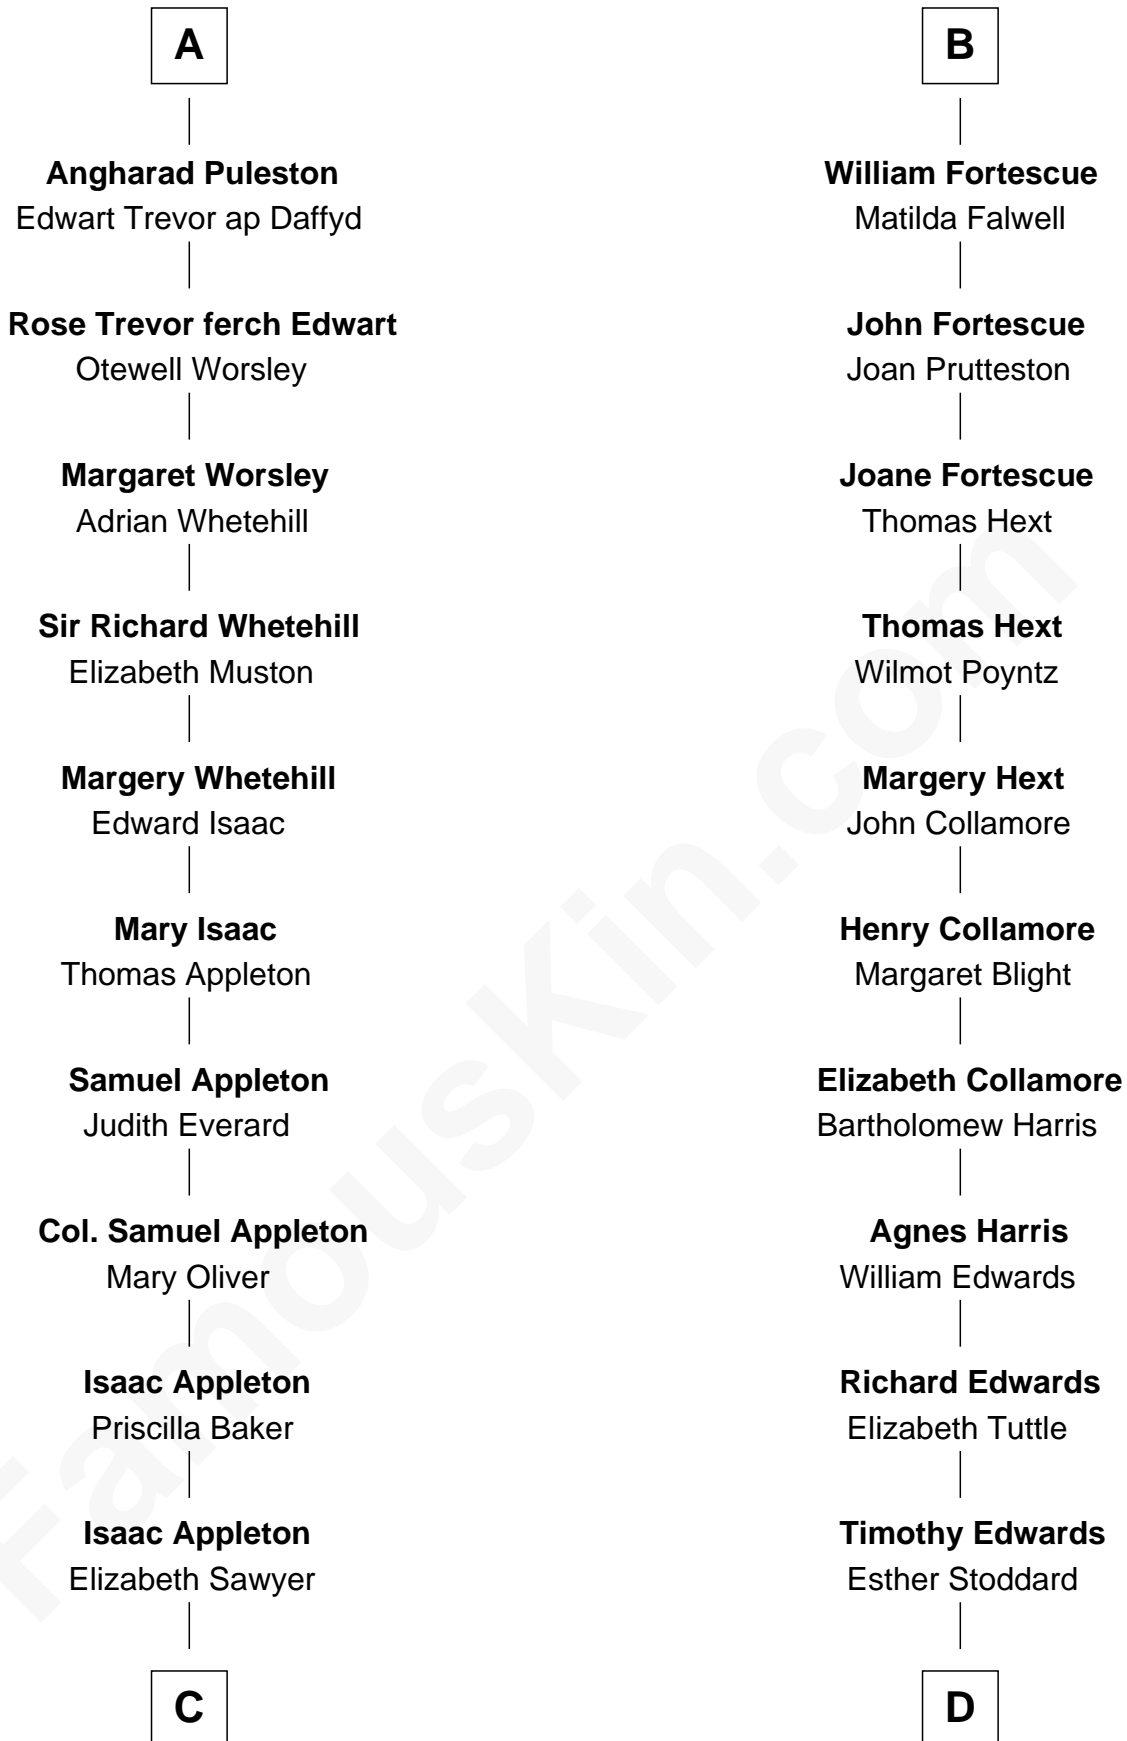 A
Angharad Puleston
Edwart Trevor ap Daffyd
Rose Trevor ferch Edwart
Otewell Worsley
Margaret Worsley
Adrian Whetehill
Sir Richard Whetehill
Elizabeth Muston
Margery Whetehill
Edward Isaac
Mary Isaac
Thomas Appleton
Samuel Appleton
Judith Everard
Col. Samuel Appleton
Mary Oliver
Isaac Appleton
Priscilla Baker
Isaac Appleton
Elizabeth Sawyer
C
B
William Fortescue
Matilda Falwell
John Fortescue
Joan Prutteston
Joane Fortescue
Thomas Hext
Thomas Hext
Wilmot Poyntz
Margery Hext
John Collamore
Henry Collamore
Margaret Blight
Elizabeth Collamore
Bartholomew Harris
Agnes Harris
William Edwards
Richard Edwards
Elizabeth Tuttle
Timothy Edwards
Esther Stoddard
D
FamousKin.com